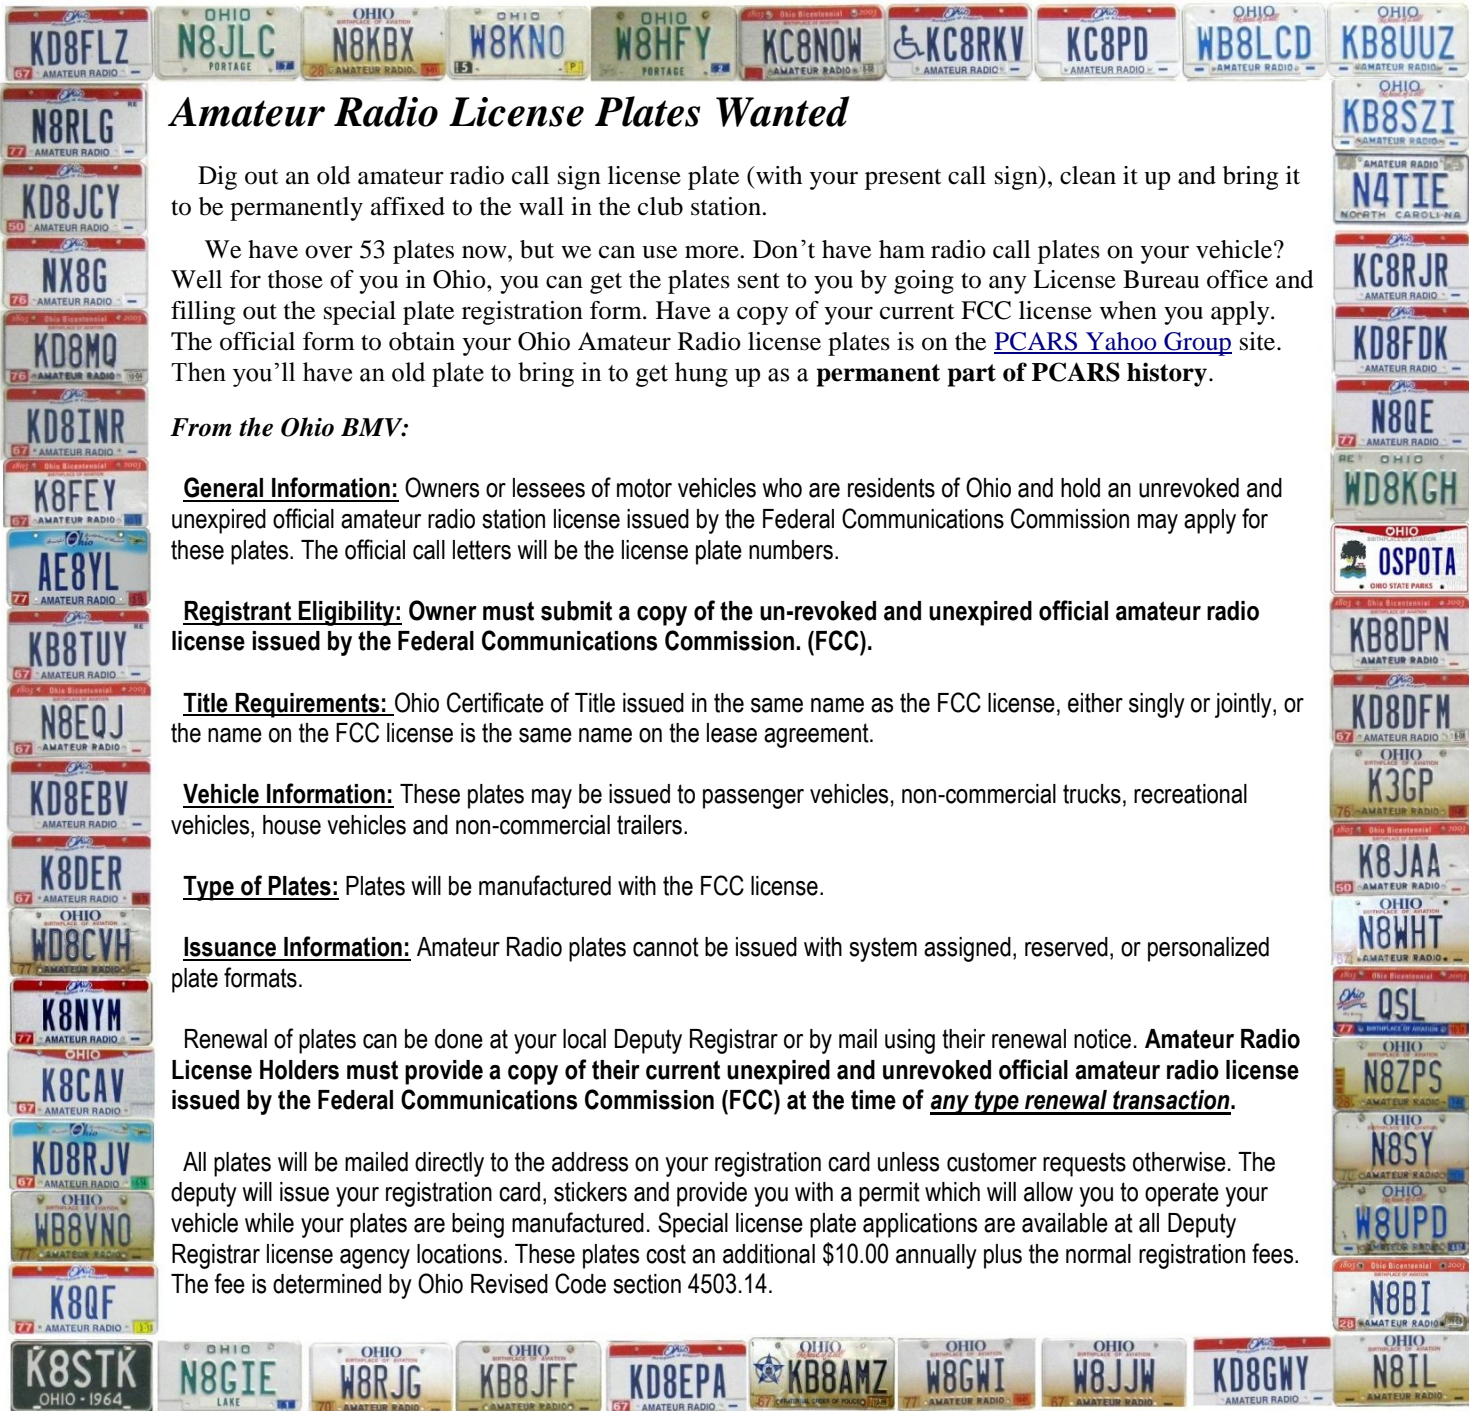 KD8FLZ N8JLC N8KBX W8KNO W8HFY KC8NOW KC8RKV KC8PD WB8LCD KB8UUZ
Amateur Radio License Plates Wanted
Dig out an old amateur radio call sign license plate (with your present call sign), clean it up and bring it
to be permanently affixed to the wall in the club station.
We have over 53 plates now, but we can use more. Don’t have ham radio call plates on your vehicle?
Well for those of you in Ohio, you can get the plates sent to you by going to any License Bureau office and
filling out the special plate registration form. Have a copy of your current FCC license when you apply.
The official form to obtain your Ohio Amateur Radio license plates is on the PCARS Yahoo Group site.
Then you’ll have an old plate to bring in to get hung up as a permanent part of PCARS history.
From the Ohio BMV:
General Information: Owners or lessees of motor vehicles who are residents of Ohio and hold an unrevoked and
unexpired official amateur radio station license issued by the Federal Communications Commission may apply for
these plates. The official call letters will be the license plate numbers.
Registrant Eligibility: Owner must submit a copy of the un-revoked and unexpired official amateur radio
license issued by the Federal Communications Commission. (FCC).
Title Requirements: Ohio Certificate of Title issued in the same name as the FCC license, either singly or jointly, or
the name on the FCC license is the same name on the lease agreement.
Vehicle Information: These plates may be issued to passenger vehicles, non-commercial trucks, recreational
vehicles, house vehicles and non-commercial trailers.
Type of Plates: Plates will be manufactured with the FCC license.
Issuance Information: Amateur Radio plates cannot be issued with system assigned, reserved, or personalized
plate formats.
Renewal of plates can be done at your local Deputy Registrar or by mail using their renewal notice. Amateur Radio
License Holders must provide a copy of their current unexpired and unrevoked official amateur radio license
issued by the Federal Communications Commission (FCC) at the time of any type renewal transaction.
All plates will be mailed directly to the address on your registration card unless customer requests otherwise. The
deputy will issue your registration card, stickers and provide you with a permit which will allow you to operate your
vehicle while your plates are being manufactured. Special license plate applications are available at all Deputy
Registrar license agency locations. These plates cost an additional $10.00 annually plus the normal registration fees.
The fee is determined by Ohio Revised Code section 4503.14.
N8RLG
KD8JCY
NX8G
KD8MQ
KD8INR
K8FEY
AE8YL
KB8TUY
N8EQJ
KD8EBV
K8DER
WD8CVH
K8NYM
K8CAV
KD8RJV
WB8VNO
K8QF
KB8SZI
AMATEUR RADIO
N4TIE
NORTH CAROLINA
KC8RJR
KD8FDK
N8QE
WD8KGH
OHIO
OSPOTA
OHIO STATE PARKS
KB8DPN
KD8DFM
K3GP
K8JAA
N8WHT
QSL
N8ZPS
N8SY
W8UPD
N8BI
K8STK N8GIE W8RJG KB8JFF KD8EPA KB8AMZ W8GWI W8JJW KD8GWY N8IL
OHIO - 1964 LAKE